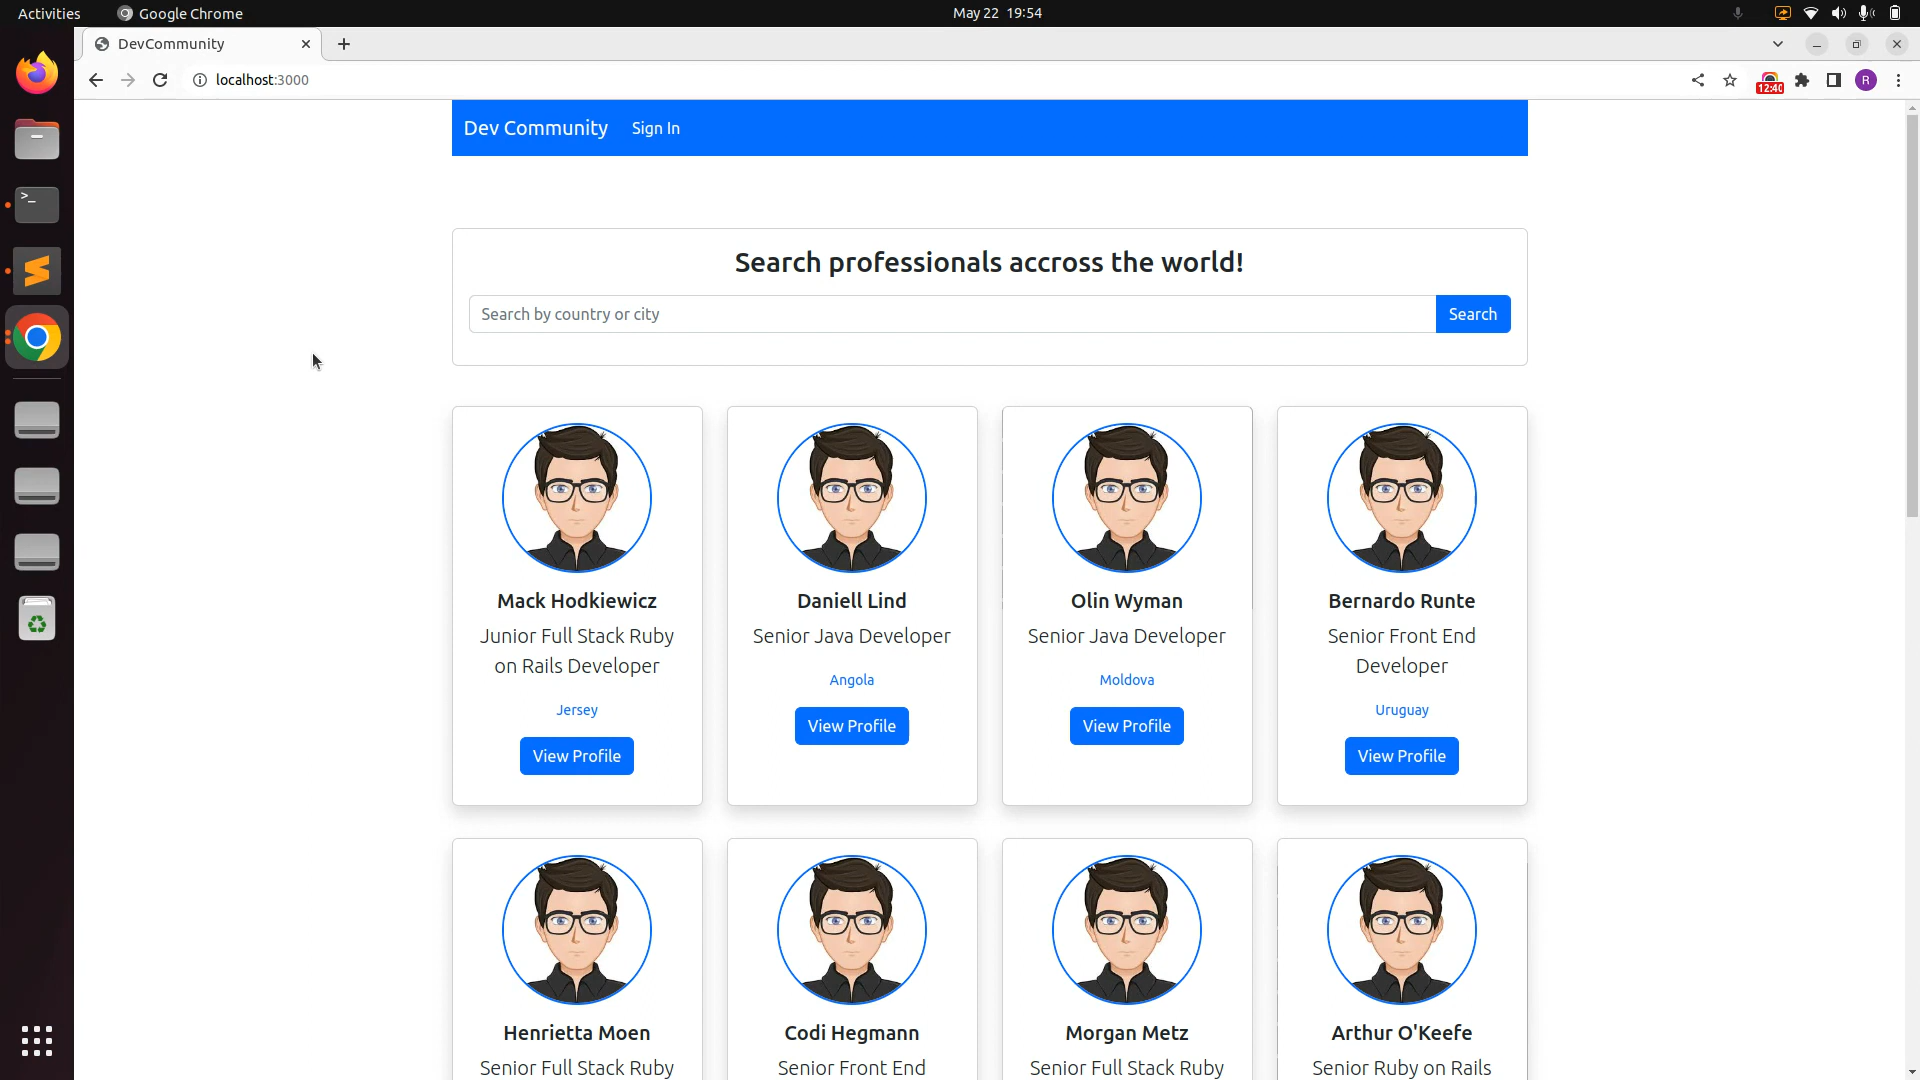 Activities
Google Chrome
May 22 19:54
DevCommunity
localhost:3000
12:40
R
Dev Community
Sign In
Search professionals accross the world!
Search by country or city
Search
Mack Hodkiewicz
Junior Full Stack Ruby
on Rails Developer
Jersey
View Profile
Daniell Lind
Senior Java Developer
Angola
View Profile
Olin Wyman
Senior Java Developer
Moldova
View Profile
Bernardo Runte
Senior Front End
Developer
Uruguay
View Profile
Henrietta Moen
Senior Full Stack Ruby
Codi Hegmann
Senior Front End
Morgan Metz
Senior Full Stack Ruby
Arthur O'Keefe
Senior Ruby on Rails